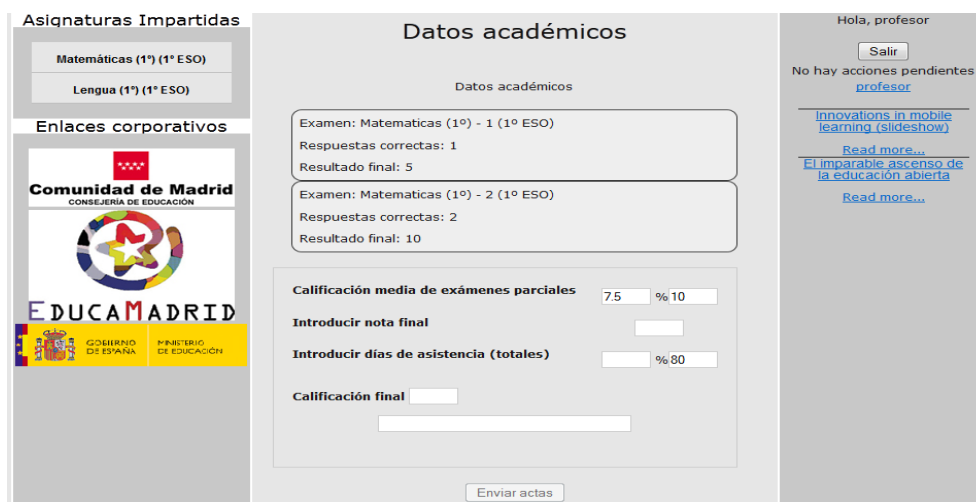 Asignaturas Impartidas
Matemáticas (1º) (1º ESO)
Lengua (1º) (1º ESO)
Enlaces corporativos
Comunidad de Madrid
CONSEJERÍA DE EDUCACIÓN
EDUCAMADRID
GOBIERNO DE ESPAÑA
MINISTERIO DE EDUCACIÓN
Datos académicos
Datos académicos
Examen: Matematicas (1º) - 1 (1º ESO)
Respuestas correctas: 1
Resultado final: 5
Examen: Matematicas (1º) - 2 (1º ESO)
Respuestas correctas: 2
Resultado final: 10
Calificación media de exámenes parciales 7.5 % 10
Introducir nota final
Introducir días de asistencia (totales) % 80
Calificación final
Enviar actas
Hola, profesor
Salir
No hay acciones pendientes
profesor
Innovations in mobile
learning (slideshow)
Read more...
El imparable ascenso de
la educación abierta
Read more...